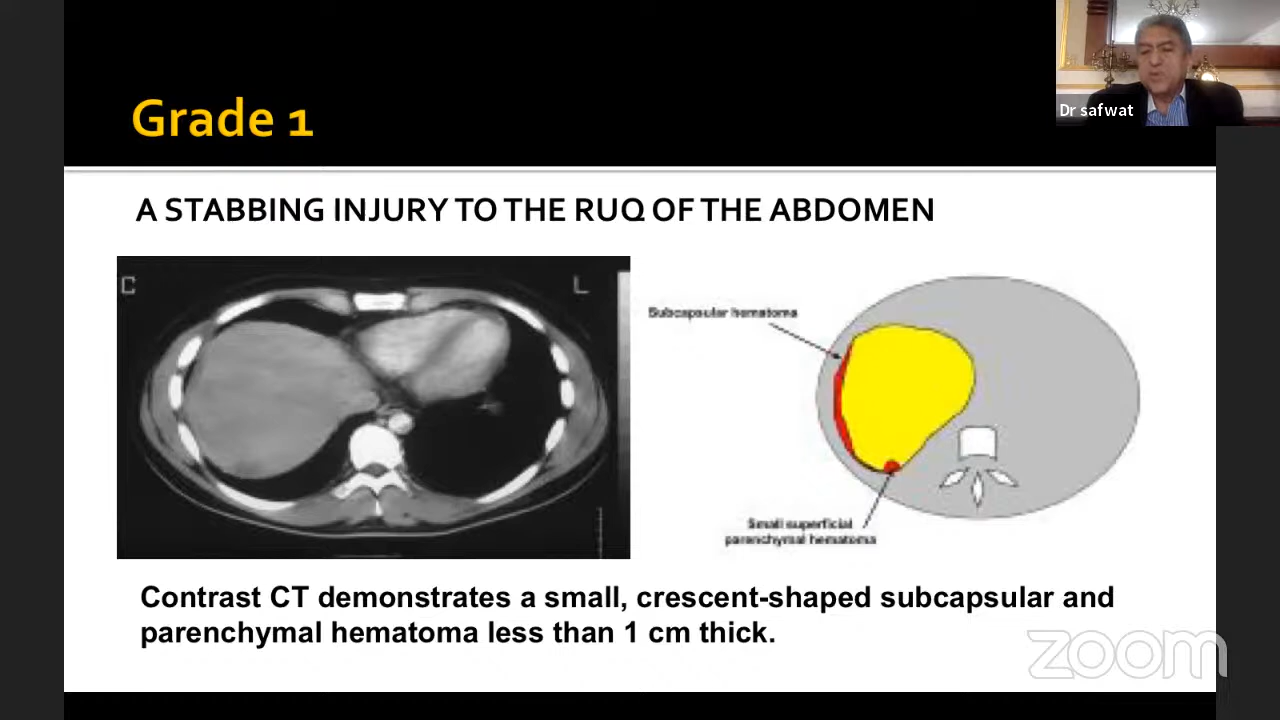 Grade 1
Dr safwat
A STABBING INJURY TO THE RUQ OF THE ABDOMEN
C
L
Subcapsular hematoma
Small superficial
parenchymal hematoma
Contrast CT demonstrates a small, crescent-shaped subcapsular and
parenchymal hematoma less than 1 cm thick.
zoom